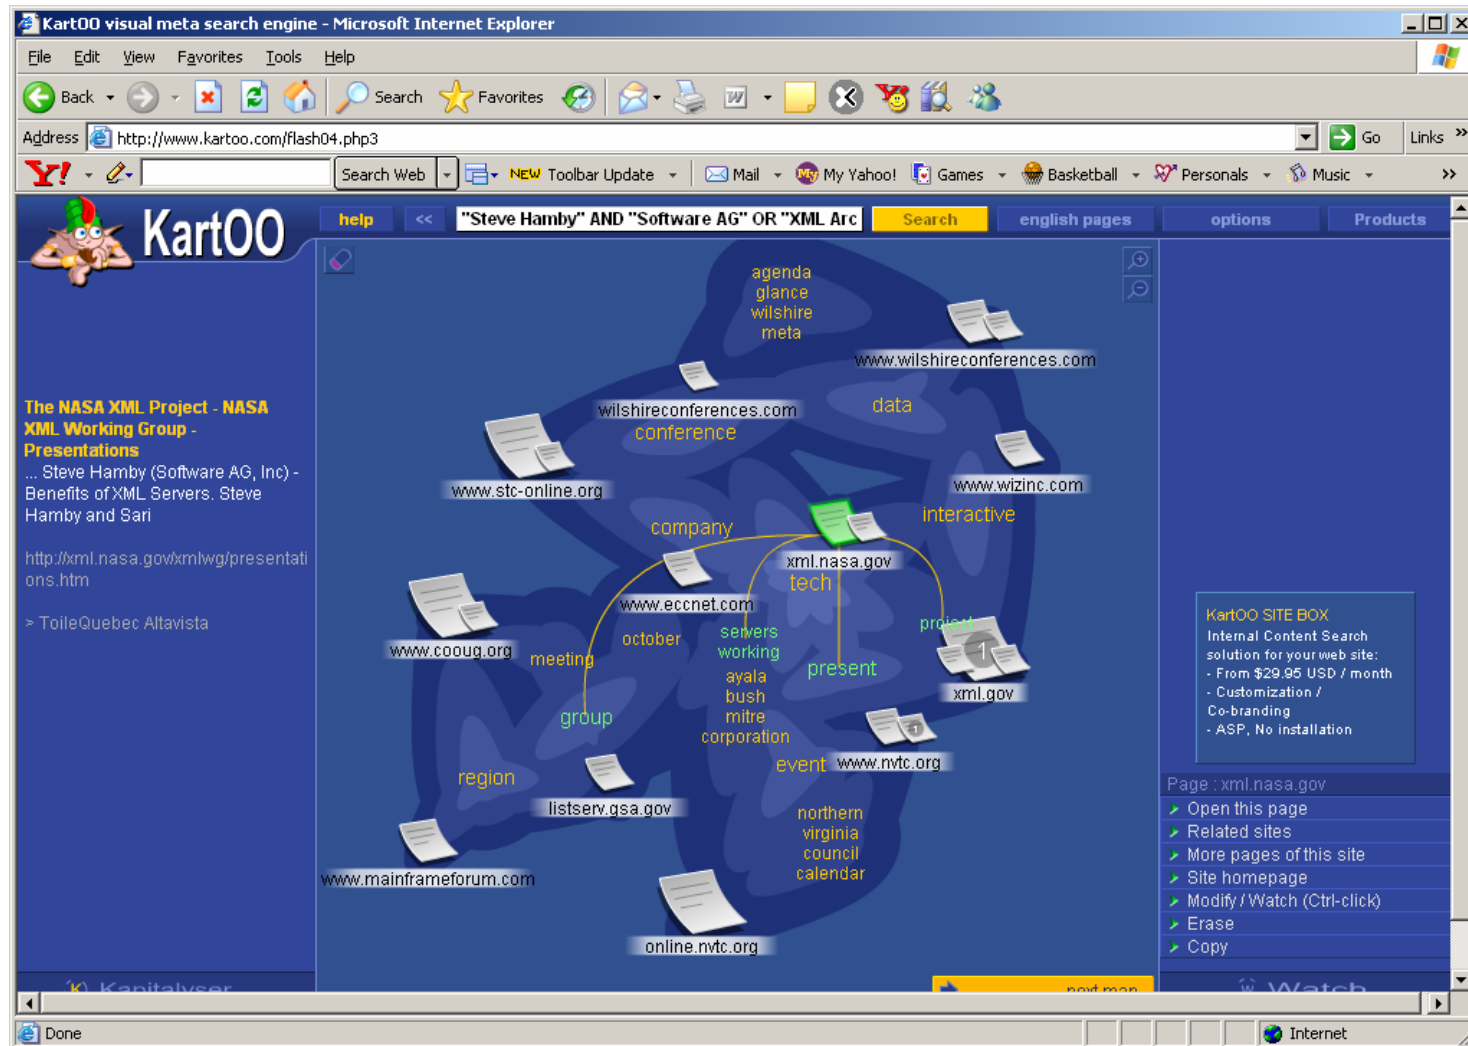 KartOO visual meta search engine - Microsoft Internet Explorer
File Edit View Favorites Tools Help
Back Search Favorites
Address http://www.kartoo.com/flash04.php3 Go Links »
Y! Search Web NEW Toolbar Update Mail My Yahoo! Games Basketball Personals Music »
KartOO
help << "Steve Hamby" AND "Software AG" OR "XML Arc Search english pages options Products
The NASA XML Project - NASA
XML Working Group -
Presentations
... Steve Hamby (Software AG, Inc) -
Benefits of XML Servers. Steve
Hamby and Sari
http://xml.nasa.gov/xmlwg/presentati
ons.htm
> ToileQuebec Altavista
agenda
glance
wilshire
meta
www.wilshireconferences.com
wilshireconferences.com
data
conference
www.stc-online.org
www.wizinc.com
interactive
company
xml.nasa.gov
tech
www.eccnet.com
servers
working
project
october
www.cooug.org
meeting
present
ayala
bush
mitre
corporation
1
xml.gov
group
1
event
www.nvtc.org
region
listserv.gsa.gov
northern
virginia
council
calendar
www.mainframeforum.com
online.nvtc.org
next map
KartOO SITE BOX
Internal Content Search
solution for your web site:
- From $29.95 USD / month
- Customization /
Co-branding
- ASP, No installation
Page : xml.nasa.gov
Open this page
Related sites
More pages of this site
Site homepage
Modify / Watch (Ctrl-click)
Erase
Copy
Kapitalyser
Watch
Done Internet